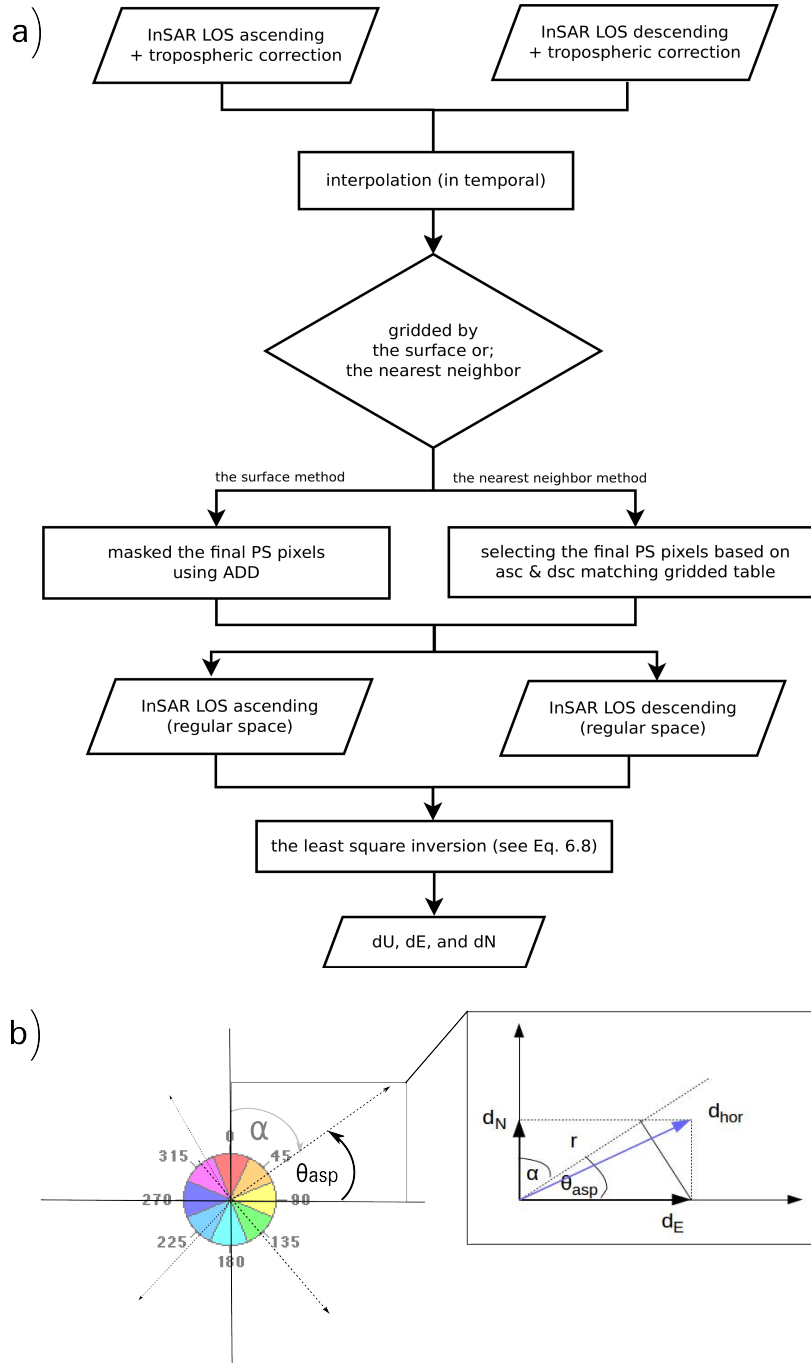 a)
InSAR LOS ascending
+ tropospheric correction
InSAR LOS descending
+ tropospheric correction
interpolation (in temporal)
gridded by
the surface or;
the nearest neighbor
the surface method
the nearest neighbor method
masked the final PS pixels
using ADD
selecting the final PS pixels based on
asc & dsc matching gridded table
InSAR LOS ascending
(regular space)
InSAR LOS descending
(regular space)
the least square inversion (see Eq. 6.8)
dU, dE, and dN
b)
0
45
90
135
180
225
270
315
α
θasp
dN
r
dhor
α
θasp
dE